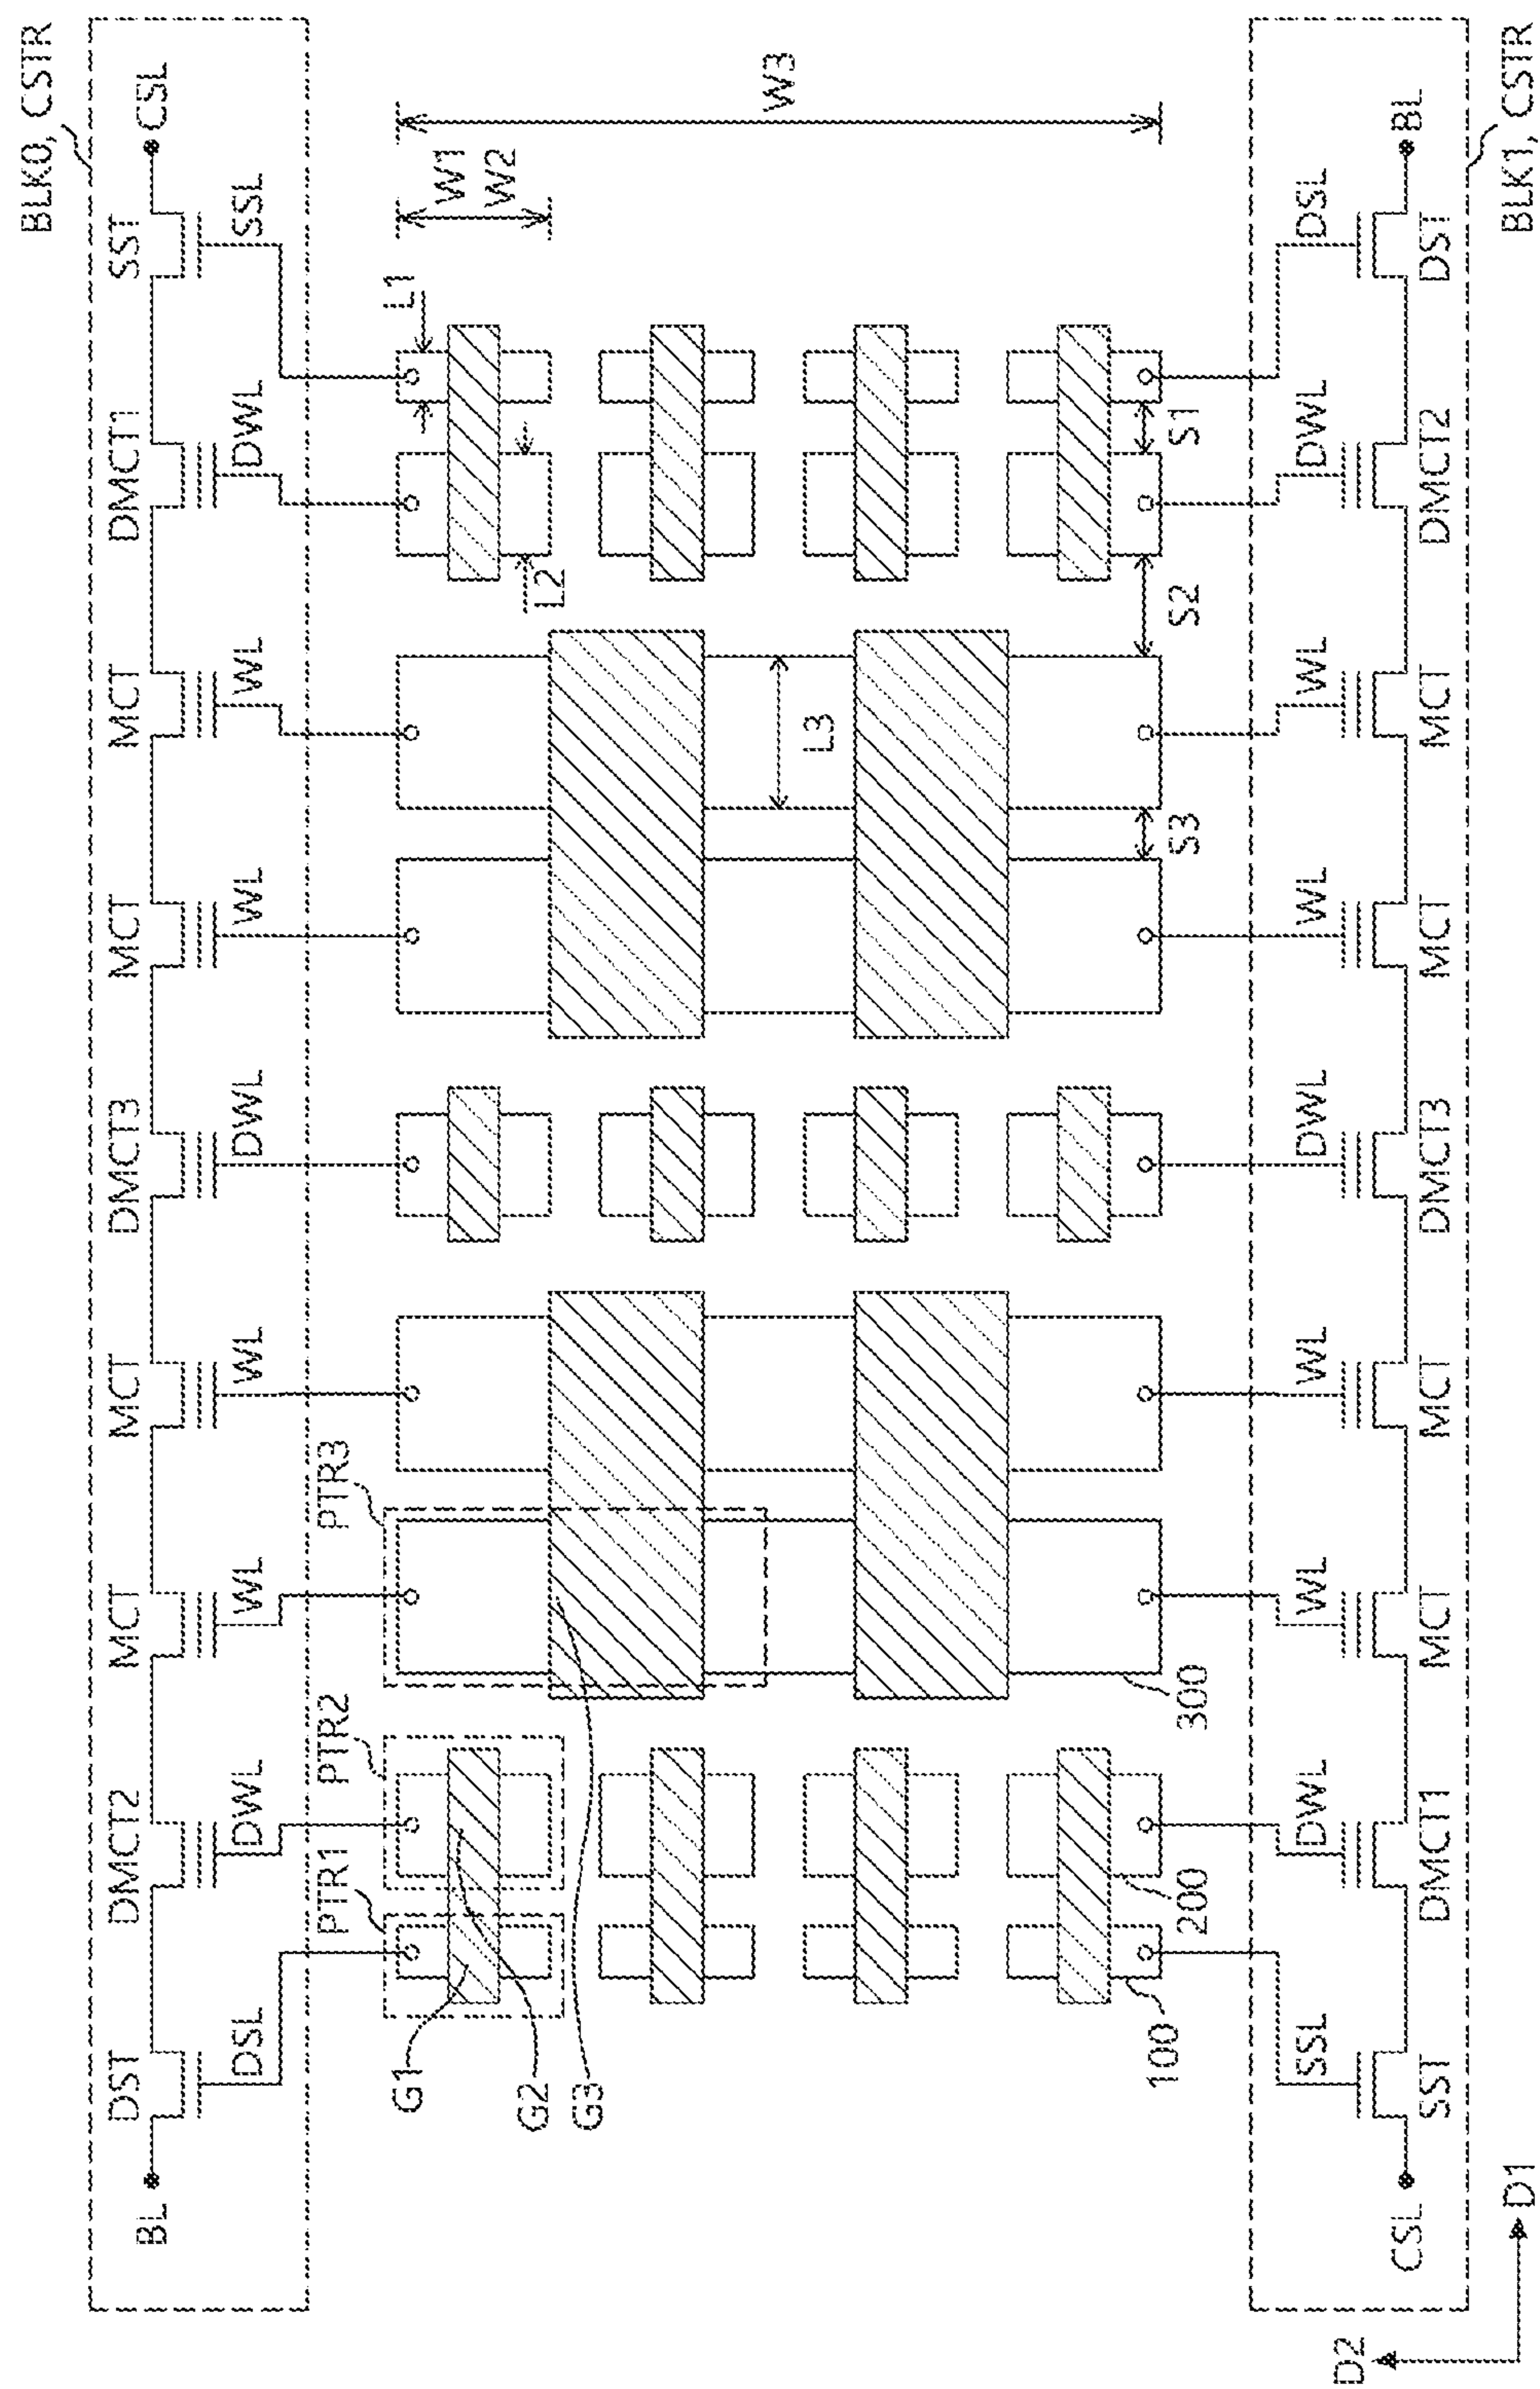 BLK0, CSTR
BL
DST
DMCT2
MCT
MCT
DMCT3
MCT
MCT
DMCT1
SST
CSL
DSL
DWL
WL
WL
DWL
WL
WL
DWL
SSL
PTR1
PTR2
PTR3
L1
W1
W2
W3
G1
G2
G3
L2
L3
100
200
300
S3
S2
S1
SSL
DWL
WL
WL
DWL
WL
WL
DWL
DSL
CSL
SST
DMCT1
MCT
MCT
DMCT3
MCT
MCT
DMCT2
DST
BL
BLK1, CSTR
D2
D1